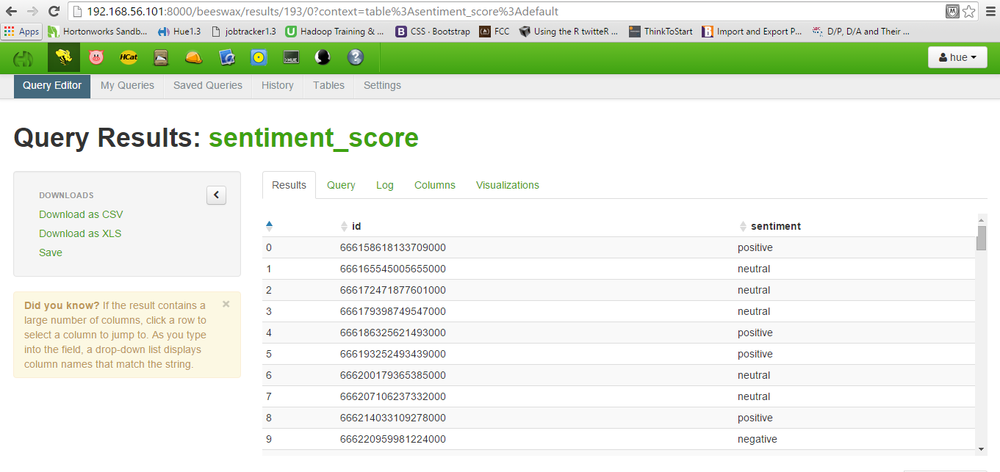 192.168.56.101:8000/beeswax/results/193/0?context=table%3Asentiment_score%3Adefault
Apps Hortonworks Sandb... Hue1.3 jobtracker1.3 Hadoop Training & ... CSS · Bootstrap FCC Using the R twitteR ... ThinkToStart Import and Export P... D/P, D/A and Their ...
HCat >HUE ? hue
Query Editor My Queries Saved Queries History Tables Settings
Query Results: sentiment_score
DOWNLOADS
Download as CSV
Download as XLS
Save
Did you know? If the result contains a
large number of columns, click a row to
select a column to jump to. As you type
into the field, a drop-down list displays
column names that match the string.
Results Query Log Columns Visualizations
id sentiment
0 666158618133709000 positive
1 666165545005655000 neutral
2 666172471877601000 neutral
3 666179398749547000 neutral
4 666186325621493000 positive
5 666193252493439000 positive
6 666200179365385000 neutral
7 666207106237332000 neutral
8 666214033109278000 positive
9 666220959981224000 negative